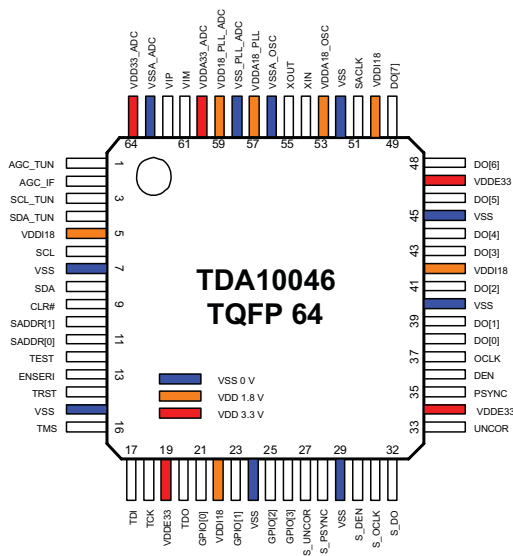 VDD33_ADC
VSSA_ADC
VIP
VIM
VDDA33_ADC
VDD18_PLL_ADC
VSS_PLL_ADC
VDDA18_PLL
VSSA_OSC
XOUT
XIN
VDDA18_OSC
VSS
SACLK
VDDI18
DO[7]
64
61
59
57
55
53
51
49
AGC_TUN
AGC_IF
SCL_TUN
SDA_TUN
VDDI18
SCL
VSS
SDA
CLR#
SADDR[1]
SADDR[0]
TEST
ENSERI
TRST
VSS
TMS
1
3
5
7
9
11
13
16
TDA10046
TQFP 64
VSS 0 V
VDD 1.8 V
VDD 3.3 V
48
45
43
41
39
37
35
33
DO[6]
VDDE33
DO[5]
VSS
DO[4]
DO[3]
VDDI18
DO[2]
VSS
DO[1]
DO[0]
OCLK
DEN
PSYNC
VDDE33
UNCOR
17
19
21
23
25
27
29
32
TDI
TCK
VDDE33
TDO
GPIO[0]
VDDI18
GPIO[1]
VSS
GPIO[2]
GPIO[3]
S_UNCOR
S_PSYNC
VSS
S_DEN
S_OCLK
S_DO